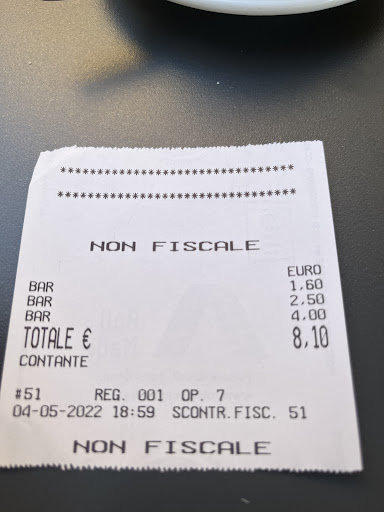 ********************************
********************************
NON FISCALE
EURO
BAR 1.60
BAR 2.50
BAR 4.00
TOTALE € 8,10
CONTANTE
#51 REG. 001 OP. 7
04-05-2022 18:59 SCONTR.FISC. 51
NON FISCALE